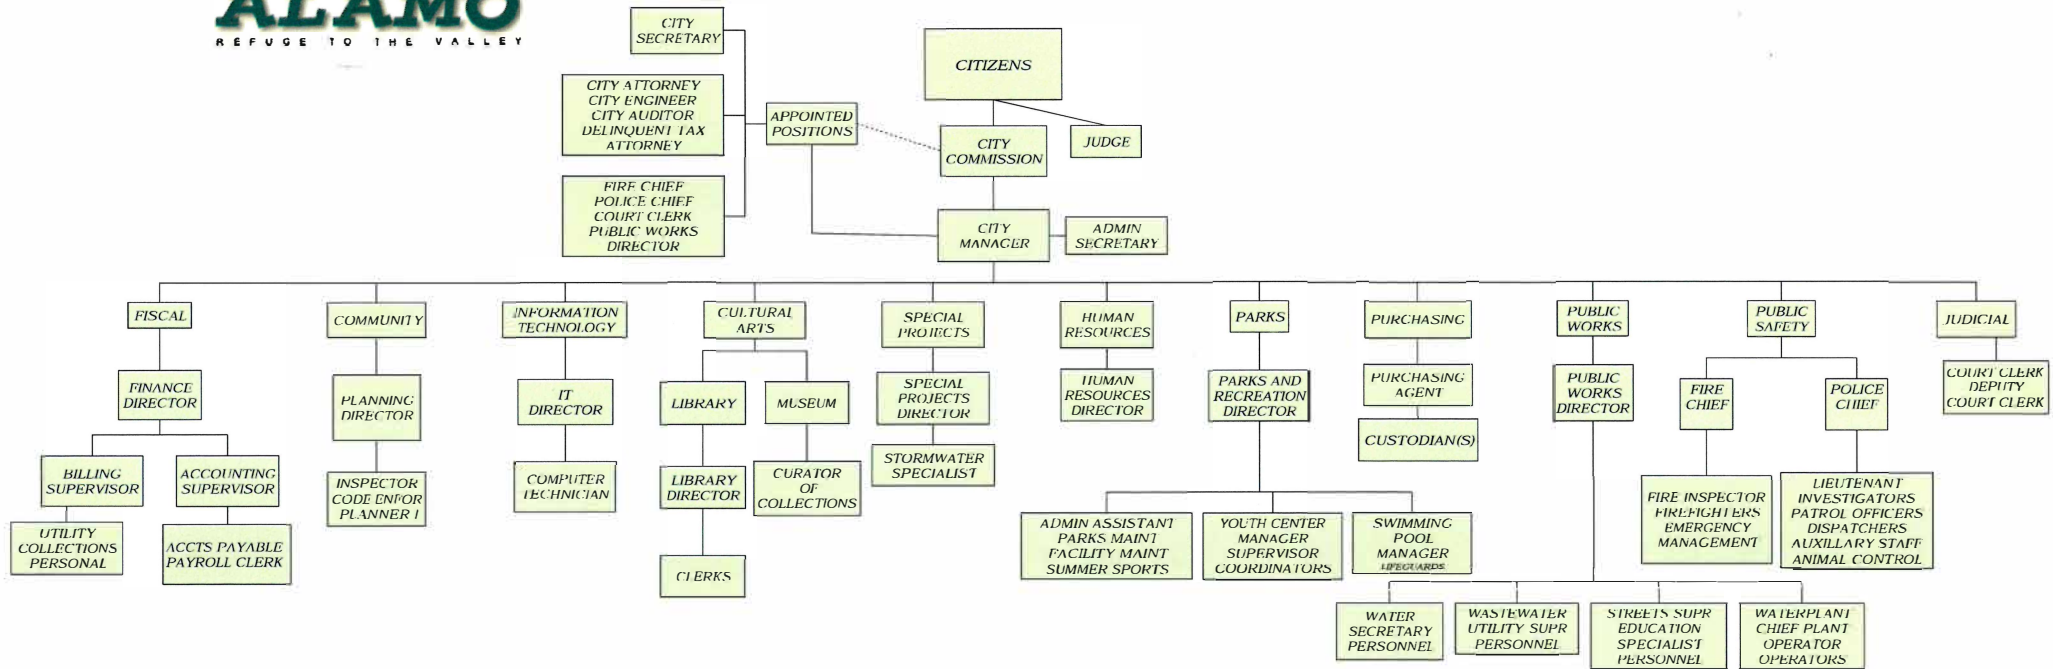 ALAMO
REFUGE TO THE VALLEY
CITY
SECRETARY
CITY ATTORNEY
CITY ENGINEER
CITY AUDITOR
DELINQUENT TAX
ATTORNEY
FIRE CHIEF
POLICE CHIEF
COURT CLERK
PUBLIC WORKS
DIRECTOR
APPOINTED
POSITIONS
CITIZENS
CITY
COMMISSION
JUDGE
CITY
MANAGER
ADMIN
SECRETARY
FISCAL
COMMUNITY
INFORMATION
TECHNOLOGY
CULTURAL
ARTS
SPECIAL
PROJECTS
HUMAN
RESOURCES
PARKS
PURCHASING
PUBLIC
WORKS
PUBLIC
SAFETY
JUDICIAL
FINANCE
DIRECTOR
PLANNING
DIRECTOR
IT
DIRECTOR
LIBRARY
MUSEUM
SPECIAL
PROJECTS
DIRECTOR
HUMAN
RESOURCES
DIRECTOR
PARKS AND
RECREATION
DIRECTOR
PURCHASING
AGENT
CUSTODIAN(S)
PUBLIC
WORKS
DIRECTOR
FIRE
CHIEF
POLICE
CHIEF
COURT CLERK
DEPUTY
COURT CLERK
BILLING
SUPERVISOR
ACCOUNTING
SUPERVISOR
INSPECTOR
CODE ENFOR
PLANNER I
COMPUTER
TECHNICIAN
LIBRARY
DIRECTOR
CURATOR
OF
COLLECTIONS
STORMWATER
SPECIALIST
UTILITY
COLLECTIONS
PERSONAL
ACCTS PAYABLE
PAYROLL CLERK
CLERKS
ADMIN ASSISTANT
PARKS MAINT
FACILITY MAINT
SUMMER SPORTS
YOUTH CENTER
MANAGER
SUPERVISOR
COORDINATORS
SWIMMING
POOL
MANAGER
LIFEGUARDS
FIRE INSPECTOR
FIREFIGHTERS
EMERGENCY
MANAGEMENT
LIEUTENANT
INVESTIGATORS
PATROL OFFICERS
DISPATCHERS
AUXILLARY STAFF
ANIMAL CONTROL
WATER
SECRETARY
PERSONNEL
WASTEWATER
UTILITY SUPR
PERSONNEL
STREETS SUPR
EDUCATION
SPECIALIST
PERSONNEL
WATERPLANT
CHIEF PLANT
OPERATOR
OPERATORS